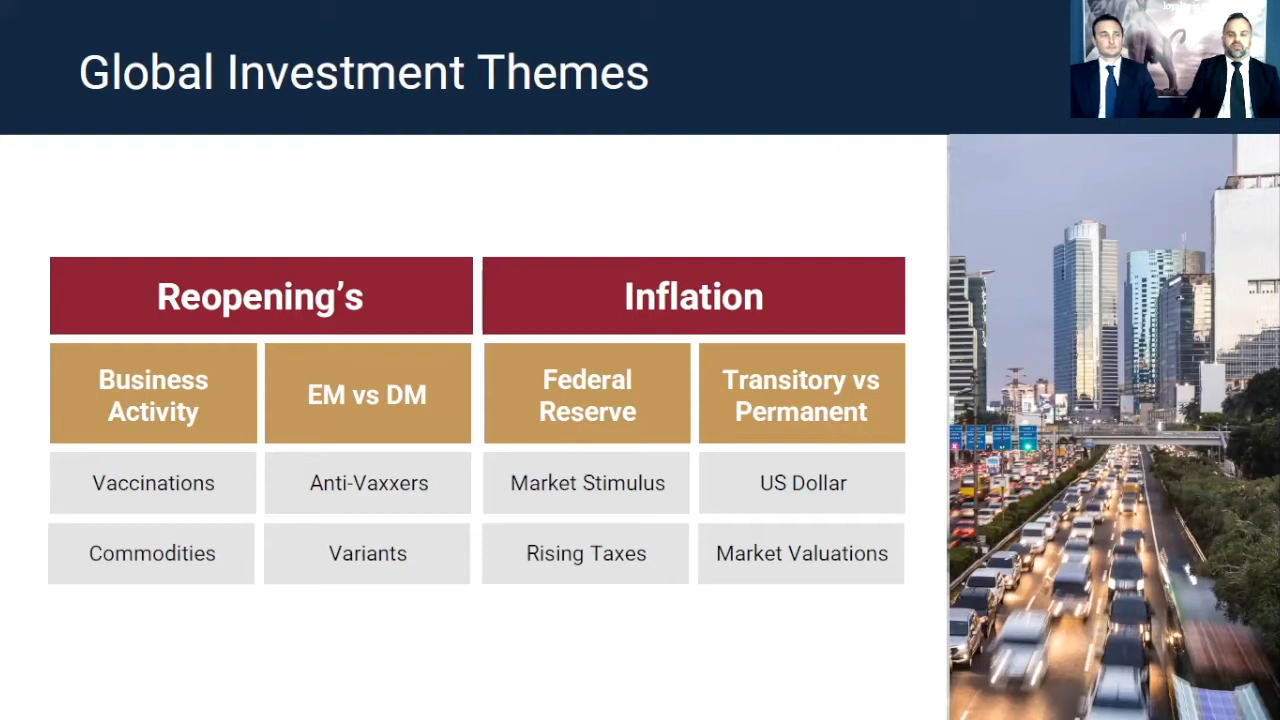 Global Investment Themes
Reopening’s
Inflation
Business
Activity
EM vs DM
Federal
Reserve
Transitory vs
Permanent
Vaccinations
Anti-Vaxxers
Market Stimulus
US Dollar
Commodities
Variants
Rising Taxes
Market Valuations